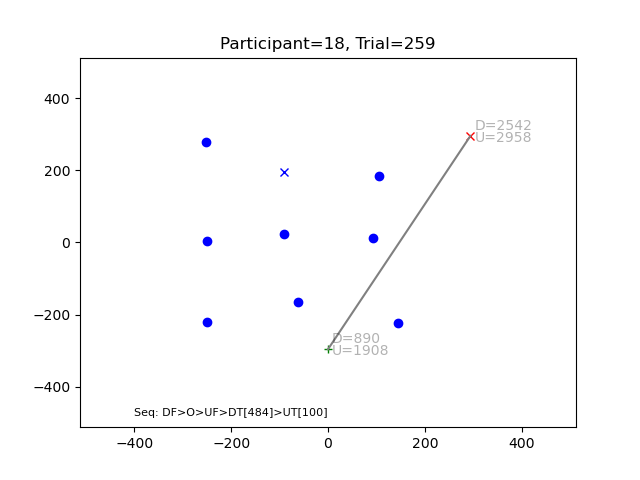 Participant=18, Trial=259
D=2542
U=2958
D=890
U=1908
Seq: DF>O>UF>DT[484]>UT[100]
400
200
0
−200
−400
−400
−200
0
200
400